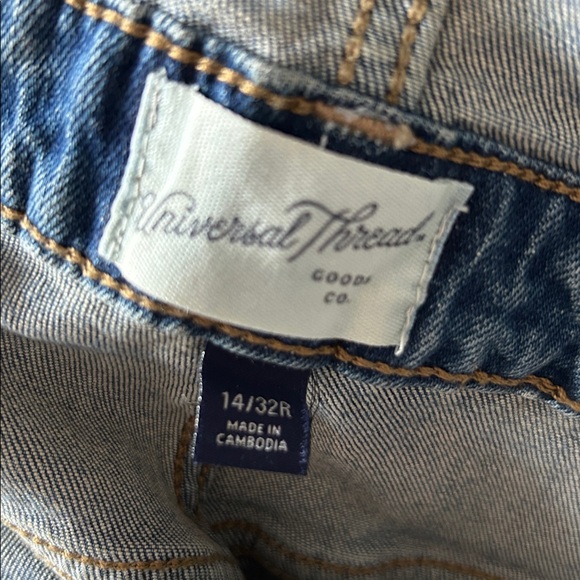 Universal Thread
GOODS
CO.
14/32R
MADE IN
CAMBODIA